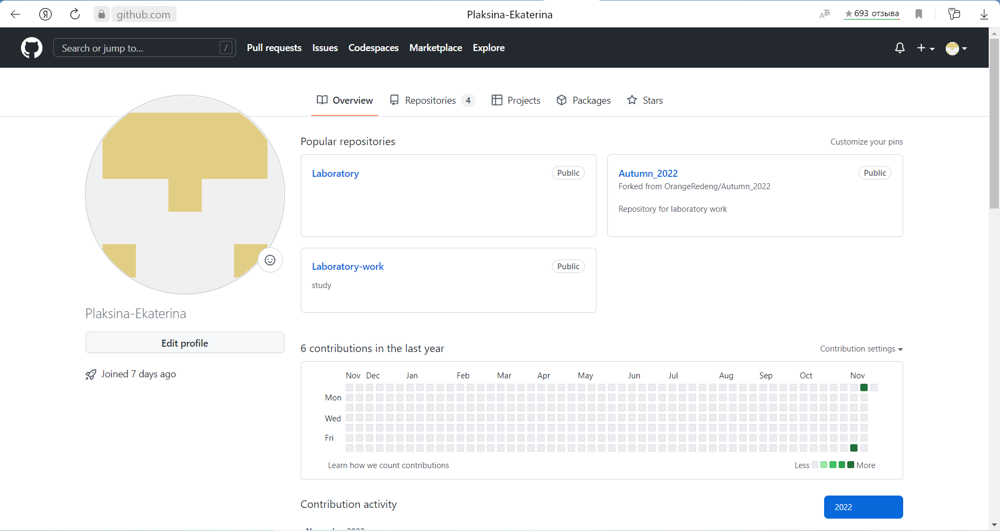 github.com
Plaksina-Ekaterina
693 отзыва
Search or jump to...
/
Pull requests
Issues
Codespaces
Marketplace
Explore
Overview
Repositories 4
Projects
Packages
Stars
Popular repositories
Customize your pins
Laboratory
Public
Autumn_2022
Public
Forked from OrangeRedeng/Autumn_2022
Repository for laboratory work
Laboratory-work
Public
study
Plaksina-Ekaterina
Edit profile
Joined 7 days ago
6 contributions in the last year
Contribution settings
Nov Dec Jan Feb Mar Apr May Jun Jul Aug Sep Oct Nov
Mon
Wed
Fri
Learn how we count contributions
Less
More
Contribution activity
2022